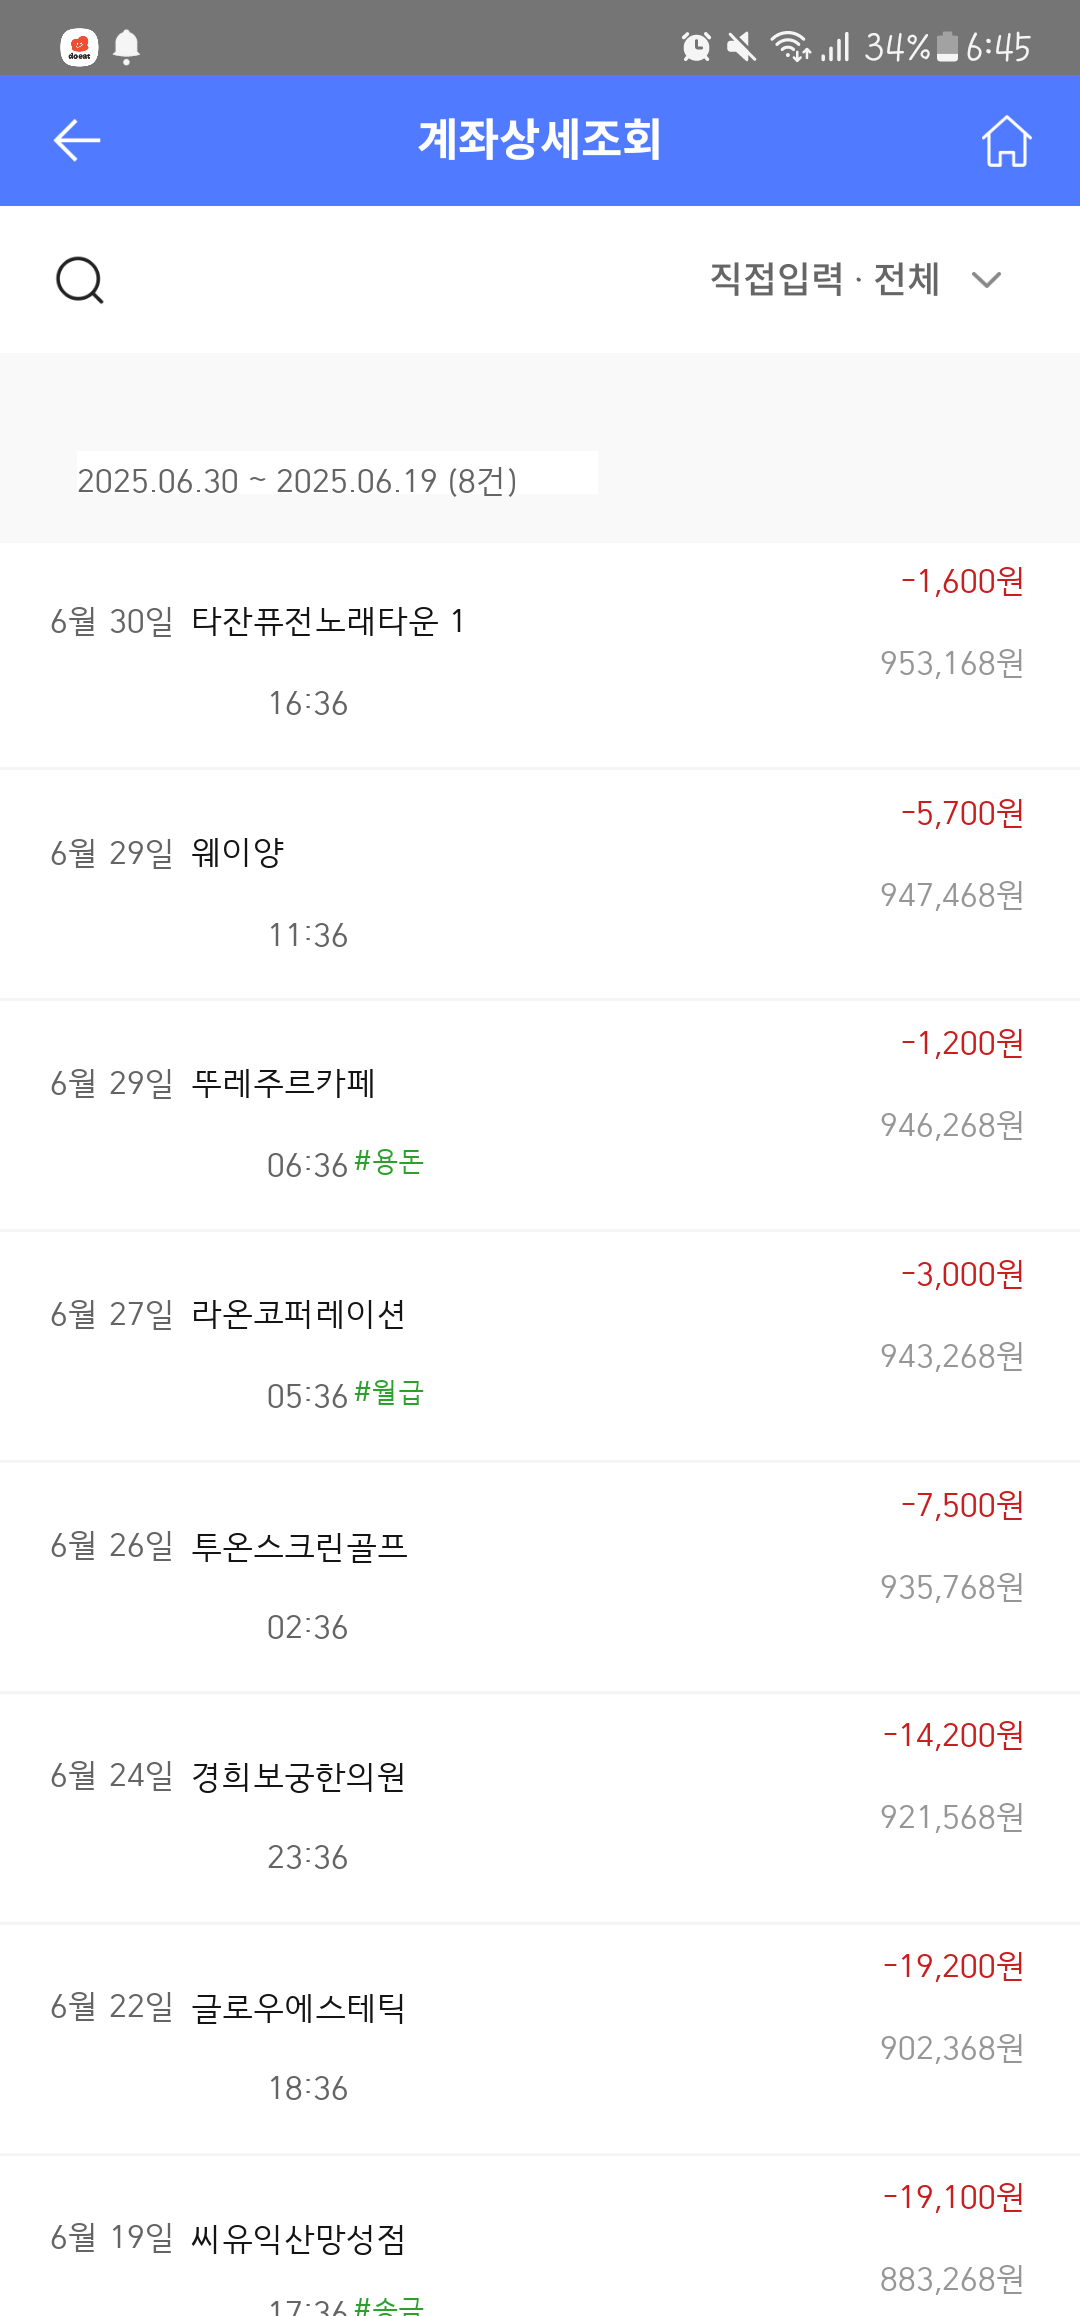 doeat
34% 6:45
계좌상세조회
직접입력 · 전체
2025.06.30 ~ 2025.06.19 (8건)
-1,600원
6월 30일 타잔퓨전노래타운 1
953,168원
16:36
-5,700원
6월 29일 웨이양
947,468원
11:36
-1,200원
6월 29일 뚜레주르카페
946,268원
06:36 #용돈
-3,000원
6월 27일 라온코퍼레이션
943,268원
05:36 #월급
-7,500원
6월 26일 투온스크린골프
935,768원
02:36
-14,200원
6월 24일 경희보궁한의원
921,568원
23:36
-19,200원
6월 22일 글로우에스테틱
902,368원
18:36
-19,100원
6월 19일 씨유익산망성점
883,268원
17:36 #송금